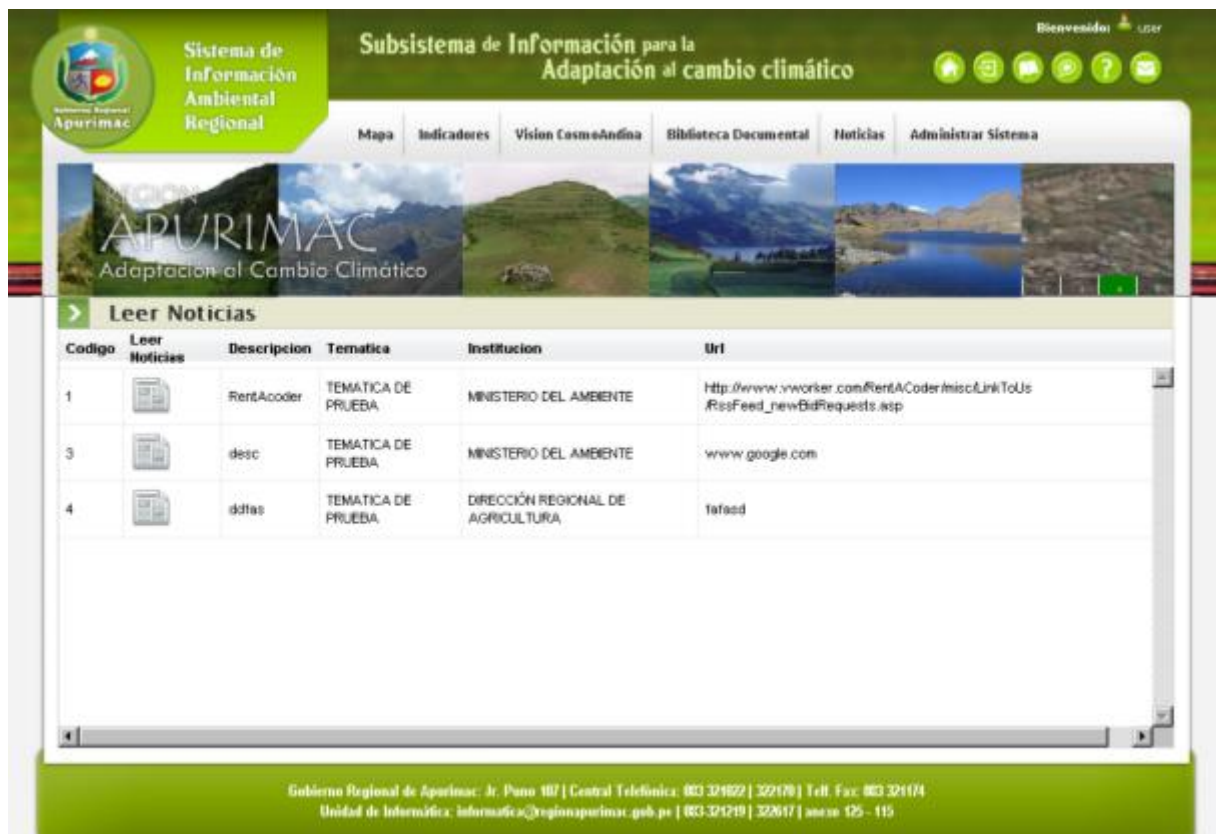 Bienvenido: user
Subsistema de Información para la
Adaptación al cambio climático
Sistema de
Información
Ambiental
Regional
Gobierno Regional
Apurimac
Mapa Indicadores Vision CosmoAndina Biblioteca Documental Noticias Administrar Sistema
REGION
APURIMAC
Adaptacion al Cambio Climático
Leer Noticias
Codigo Leer Noticias Descripcion Tematica Institucion Url
1 RentAcoder TEMATICA DE PRUEBA MINISTERIO DEL AMBIENTE http://www.vworker.com/RentACoder/misc/LinkToUs
/RssFeed_newBidRequests.asp
3 desc TEMATICA DE PRUEBA MINISTERIO DEL AMBIENTE www.google.com
4 ddfas TEMATICA DE PRUEBA DIRECCIÓN REGIONAL DE AGRICULTURA fafasd
Gobierno Regional de Apurimac: Jr. Puno 107 | Central Telefónica: 083 321022 | 322170 | Telf. Fax: 083 321174
Unidad de Informática: informatica@regionapurimac.gob.pe | 083-321219 | 322617 | anexo 125 - 115